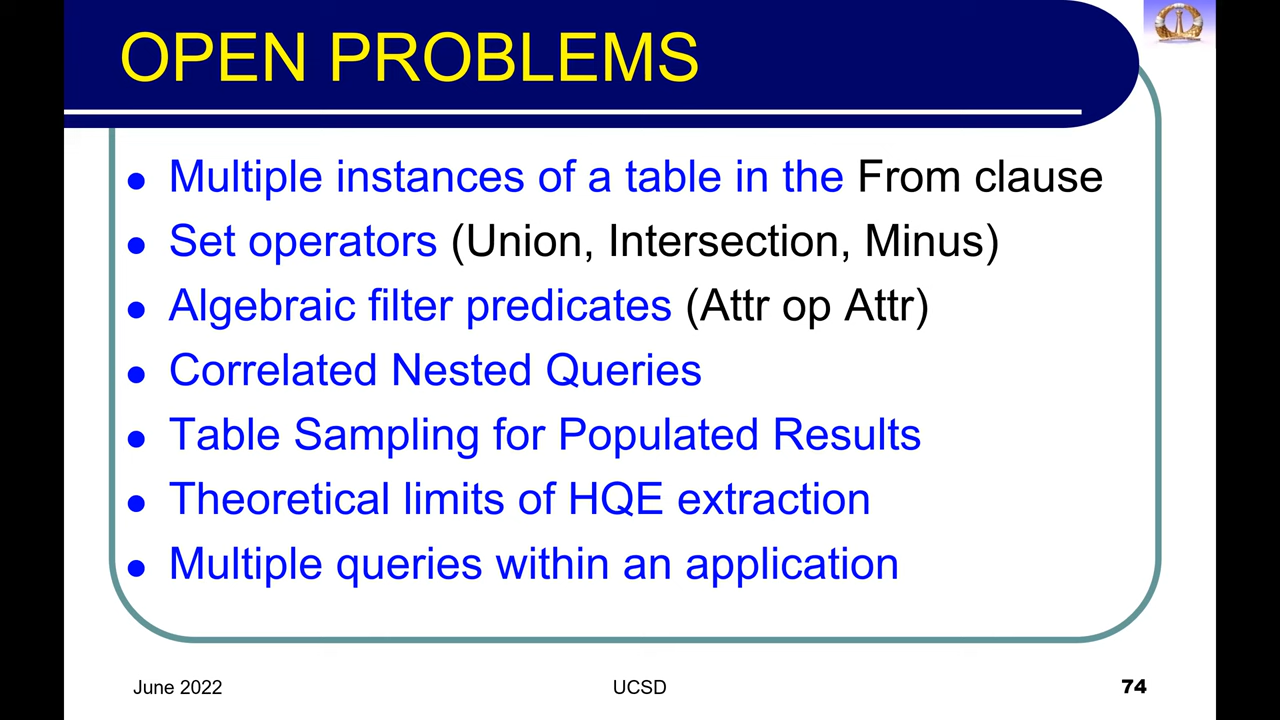 OPEN PROBLEMS
Multiple instances of a table in the From clause
Set operators (Union, Intersection, Minus)
Algebraic filter predicates (Attr op Attr)
Correlated Nested Queries
Table Sampling for Populated Results
Theoretical limits of HQE extraction
Multiple queries within an application
June 2022
UCSD
74